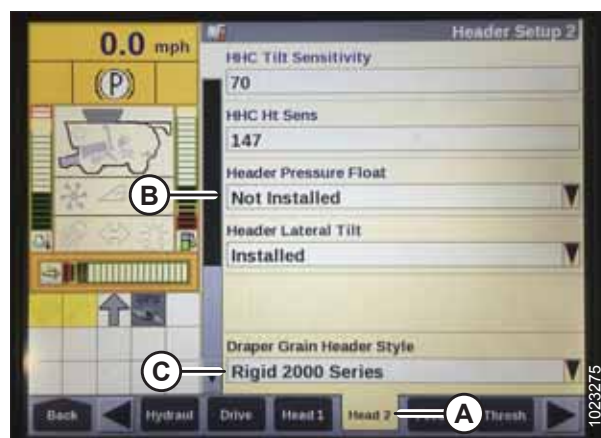 0.0 mph
Header Setup 2
(P)
HHC Tilt Sensitivity
70
HHC Ht Sens
147
Header Pressure Float
B
Not Installed
Header Lateral Tilt
Installed
Draper Grain Header Style
C
Rigid 2000 Series
Back
Hydraul
Drive
Head 1
Head 2
A
Thresh
1023275